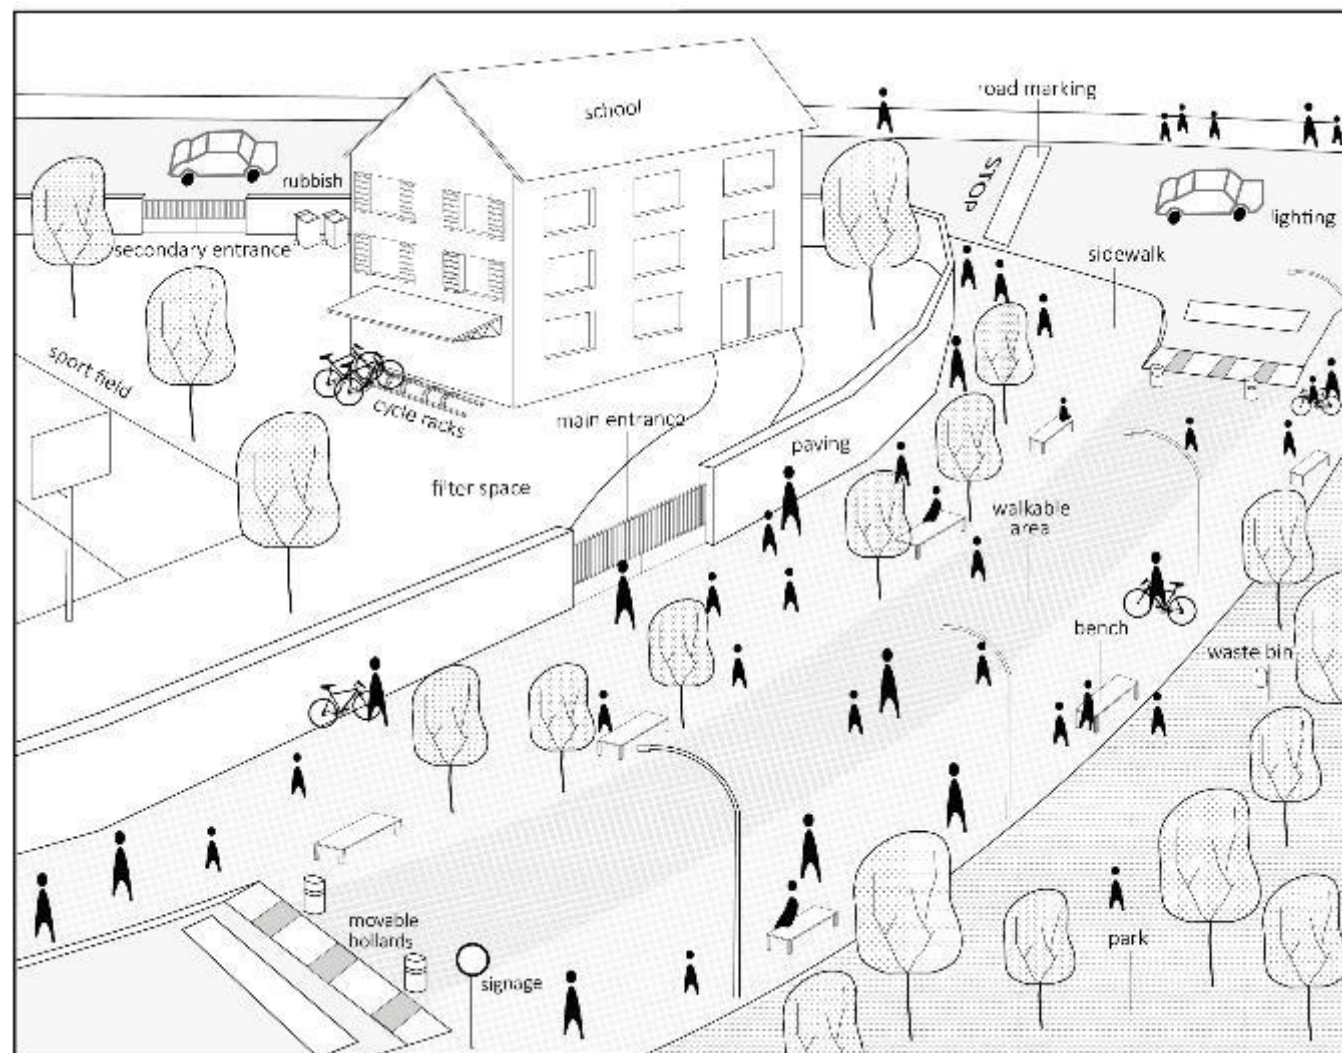 road marking
school
STOP
rubbish
lighting
secondary entrance
sidewalk
sport field
cycle racks
main entrance
paving
filter space
walkable
area
bench
waste bin
movable
bollards
signage
park